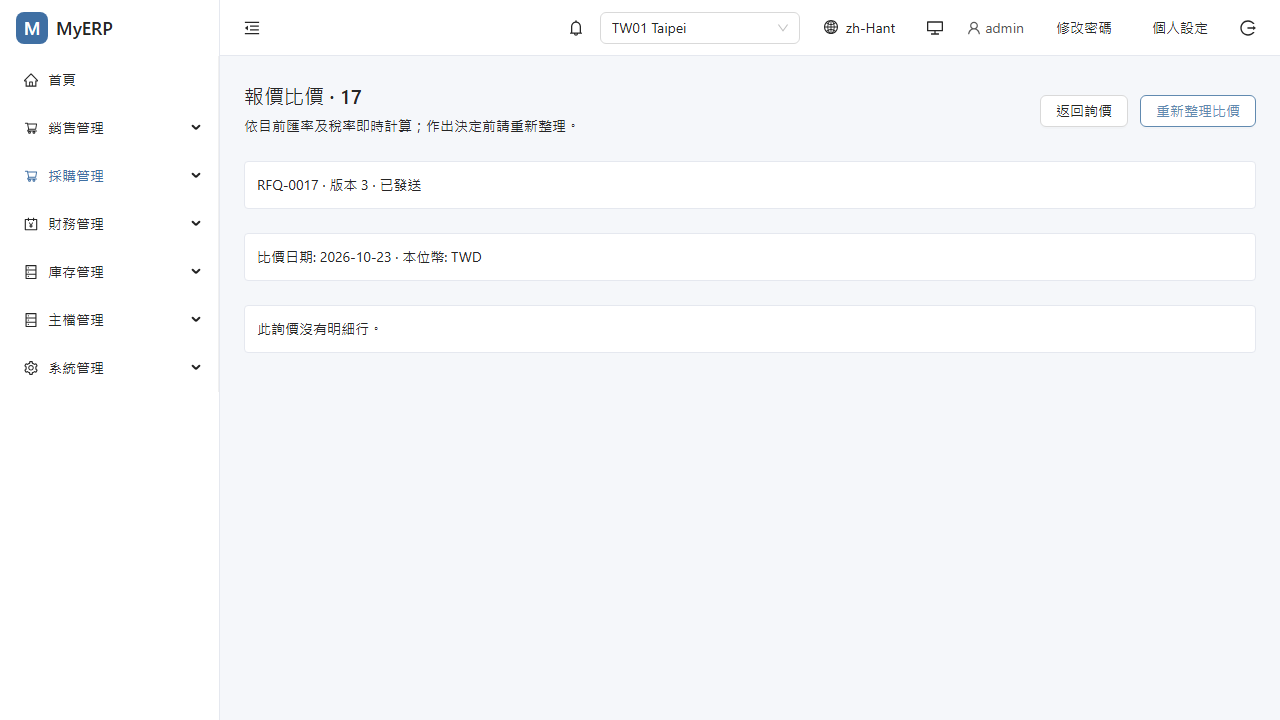 M MyERP
TW01 Taipei
zh-Hant
admin
修改密碼
個人設定
首頁
銷售管理
採購管理
財務管理
庫存管理
主檔管理
系統管理
報價比價 · 17
依目前匯率及稅率即時計算；作出決定前請重新整理。
返回詢價
重新整理比價
RFQ-0017 · 版本 3 · 已發送
比價日期: 2026-10-23 · 本位幣: TWD
此詢價沒有明細行。